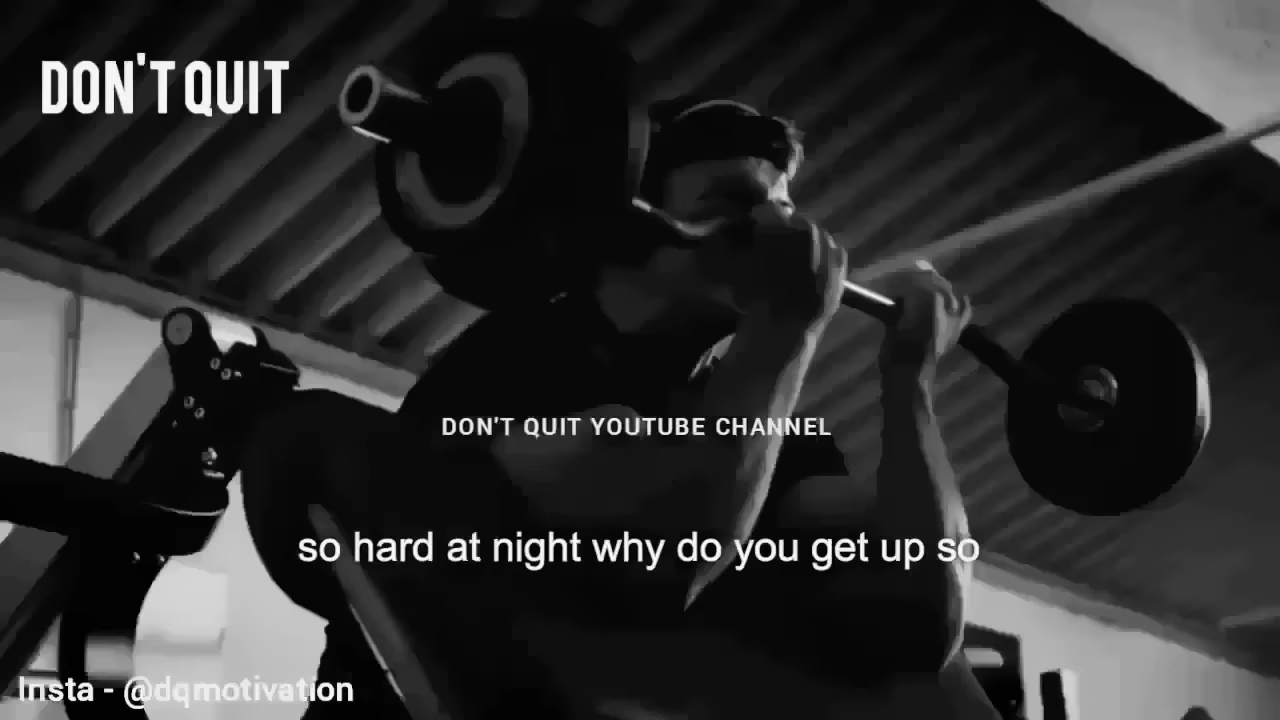 DON'T QUIT
DON'T QUIT YOUTUBE CHANNEL
so hard at night why do you get up so
Insta - @dqmotivation